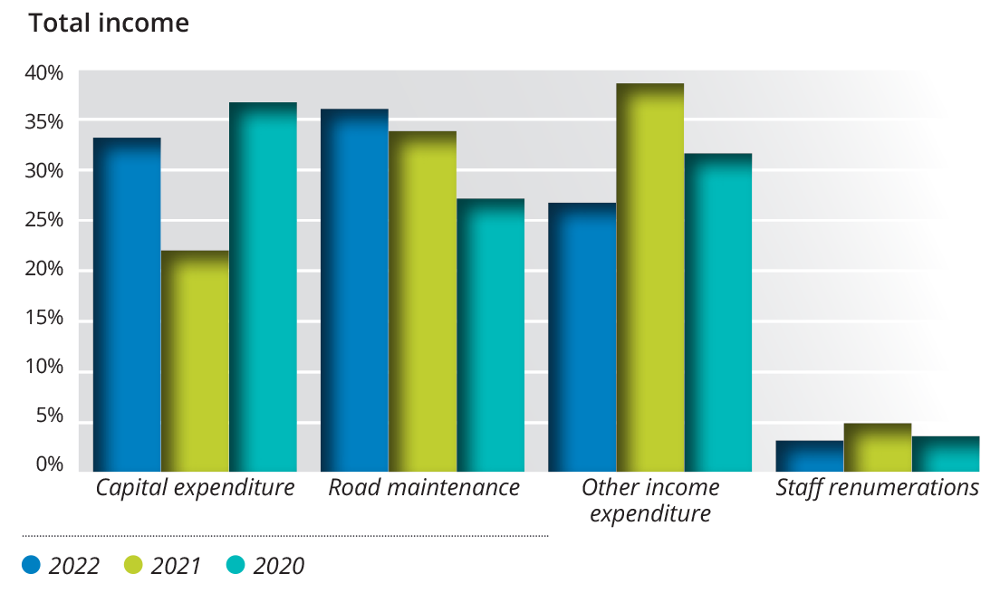 Total income
40%
35%
30%
25%
20%
15%
10%
5%
0%
Capital expenditure
Road maintenance
Other income
expenditure
Staff renumerations
2022
2021
2020